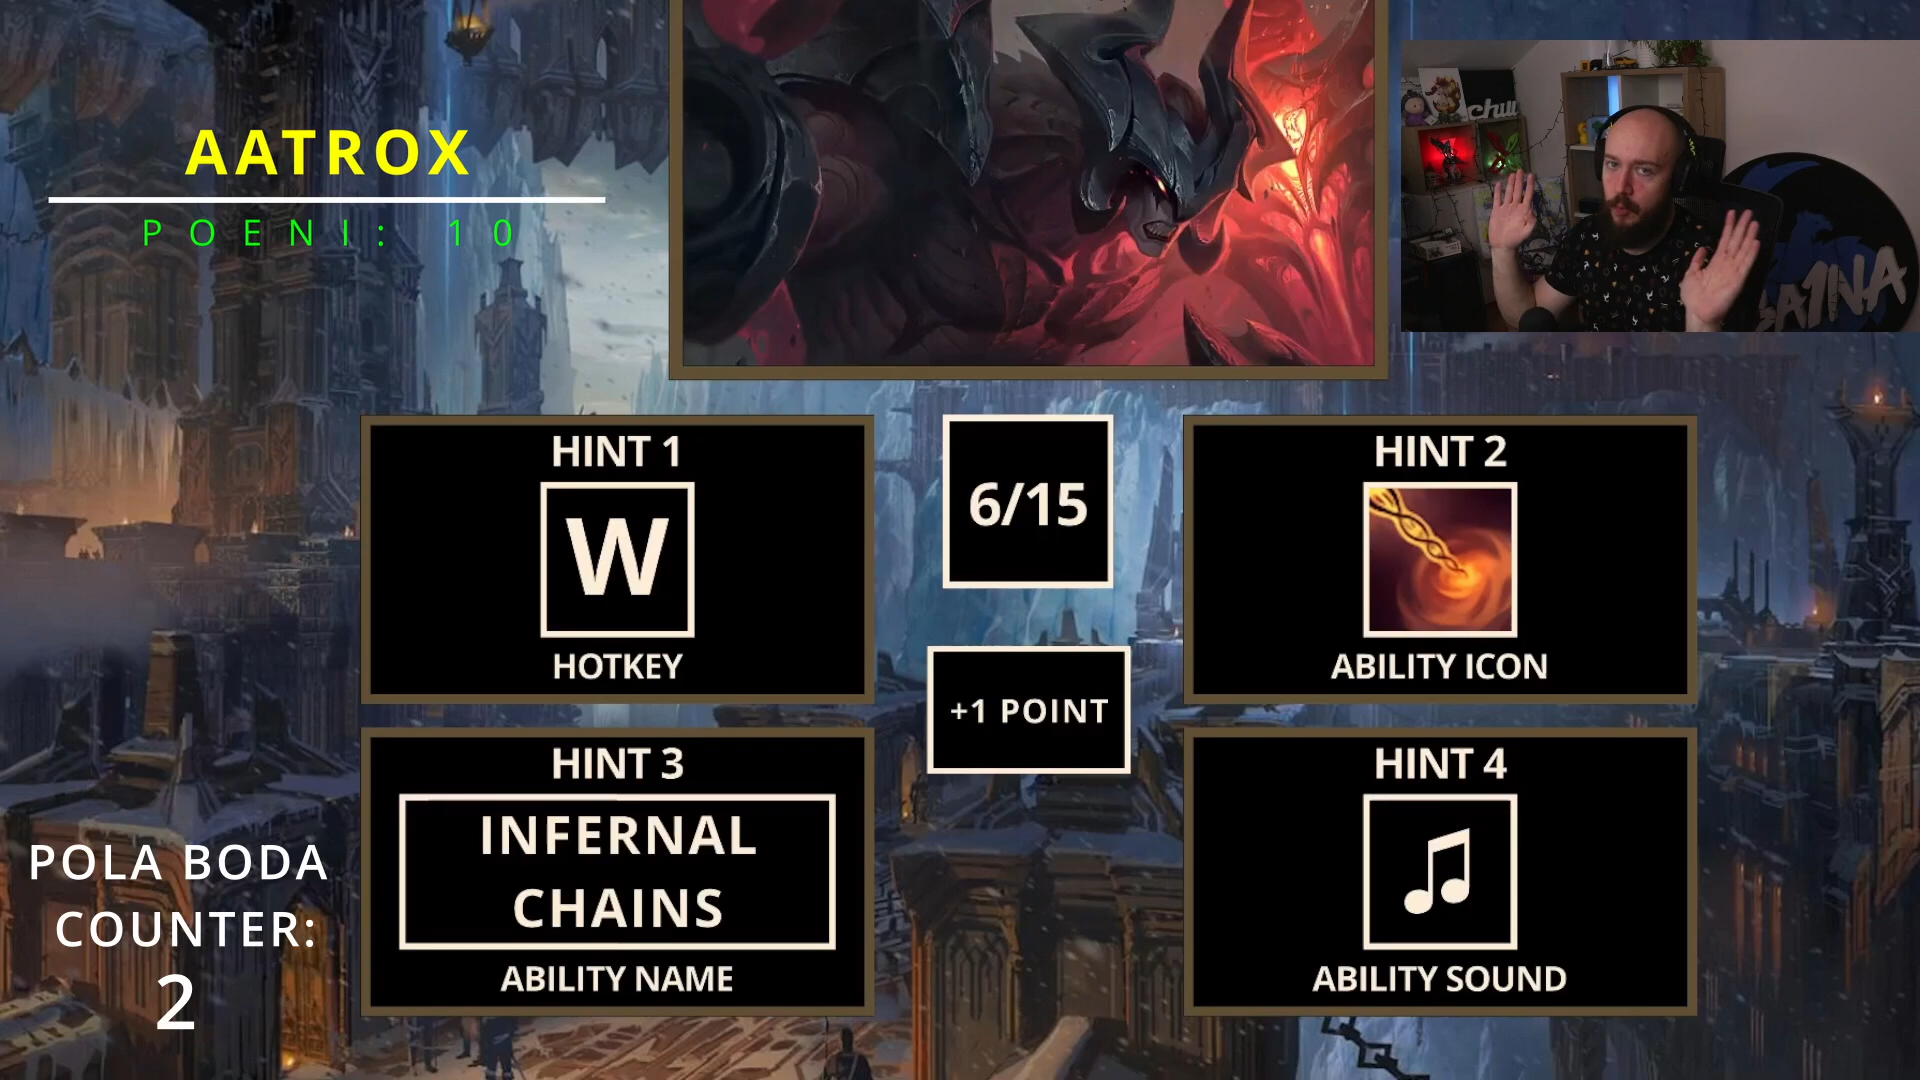 AATROX
POENI: 10
chill
HINT 1
W
HOTKEY
6/15
HINT 2
ABILITY ICON
+1 POINT
HINT 3
INFERNAL
CHAINS
ABILITY NAME
HINT 4
ABILITY SOUND
POLA BODA
COUNTER:
2